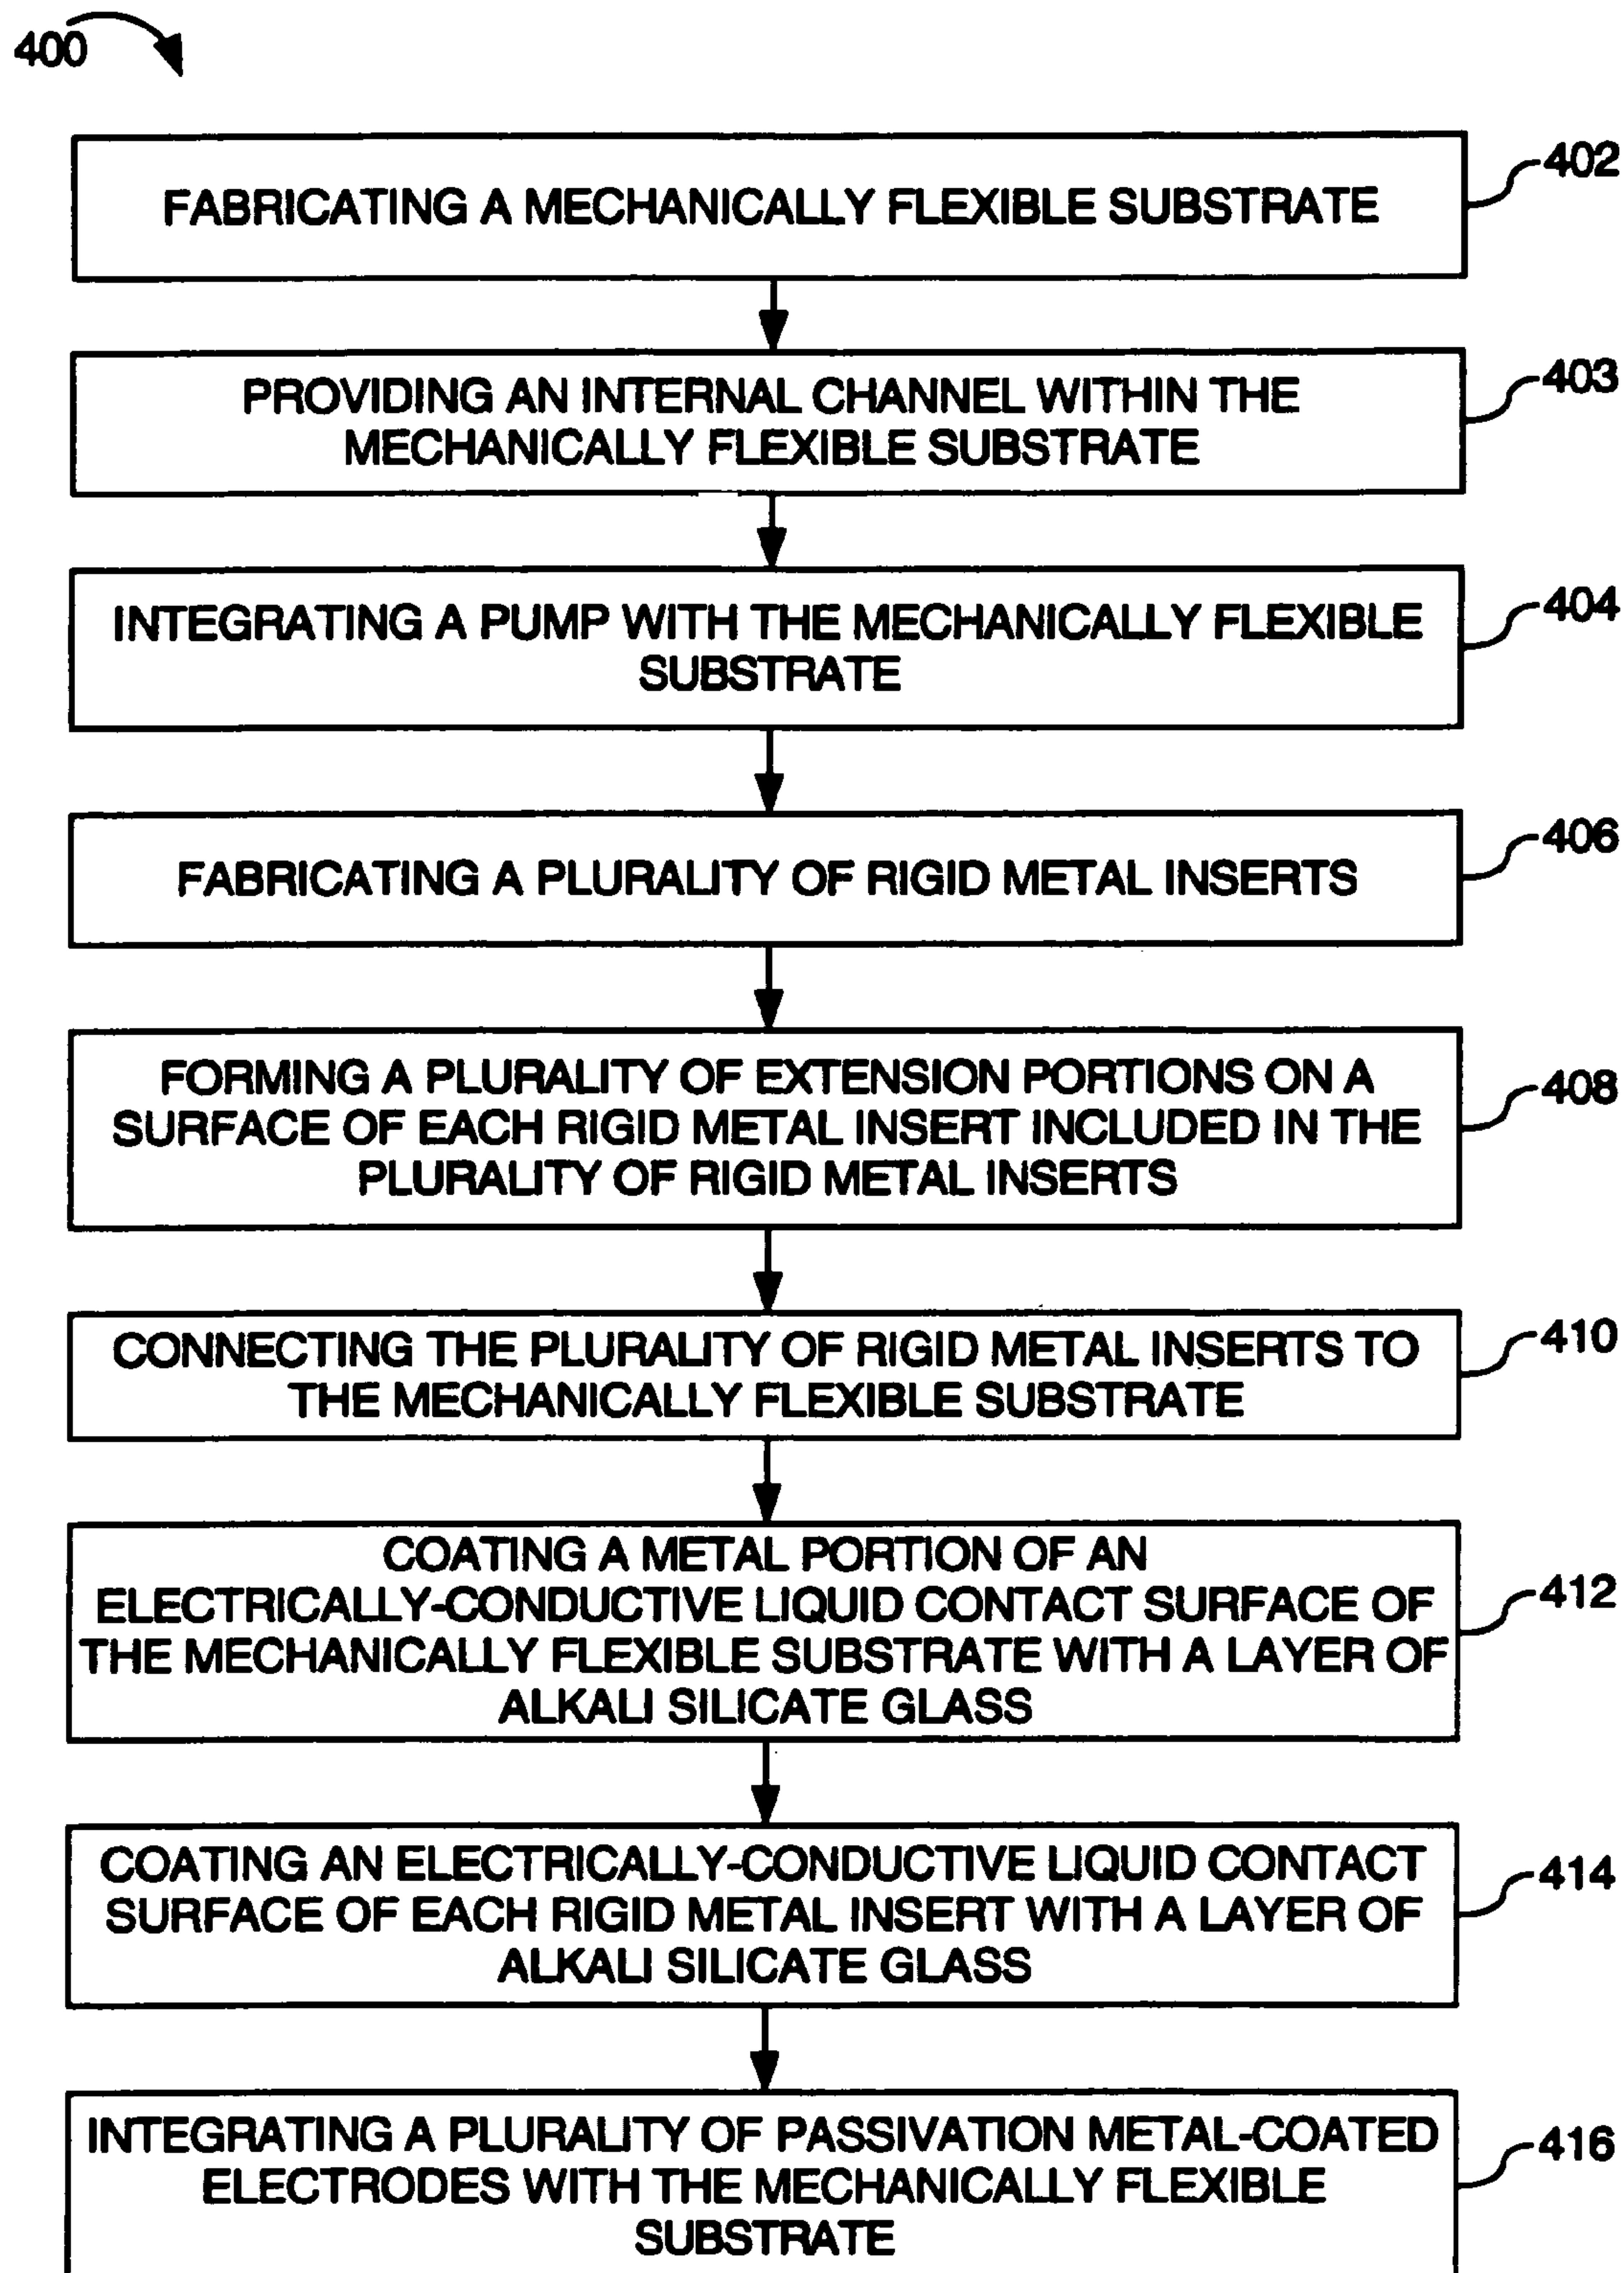 400
FABRICATING A MECHANICALLY FLEXIBLE SUBSTRATE
402
PROVIDING AN INTERNAL CHANNEL WITHIN THE
MECHANICALLY FLEXIBLE SUBSTRATE
403
INTEGRATING A PUMP WITH THE MECHANICALLY FLEXIBLE
SUBSTRATE
404
FABRICATING A PLURALITY OF RIGID METAL INSERTS
406
FORMING A PLURALITY OF EXTENSION PORTIONS ON A
SURFACE OF EACH RIGID METAL INSERT INCLUDED IN THE
PLURALITY OF RIGID METAL INSERTS
408
CONNECTING THE PLURALITY OF RIGID METAL INSERTS TO
THE MECHANICALLY FLEXIBLE SUBSTRATE
410
COATING A METAL PORTION OF AN
ELECTRICALLY-CONDUCTIVE LIQUID CONTACT SURFACE OF
THE MECHANICALLY FLEXIBLE SUBSTRATE WITH A LAYER OF
ALKALI SILICATE GLASS
412
COATING AN ELECTRICALLY-CONDUCTIVE LIQUID CONTACT
SURFACE OF EACH RIGID METAL INSERT WITH A LAYER OF
ALKALI SILICATE GLASS
414
INTEGRATING A PLURALITY OF PASSIVATION METAL-COATED
ELECTRODES WITH THE MECHANICALLY FLEXIBLE
SUBSTRATE
416